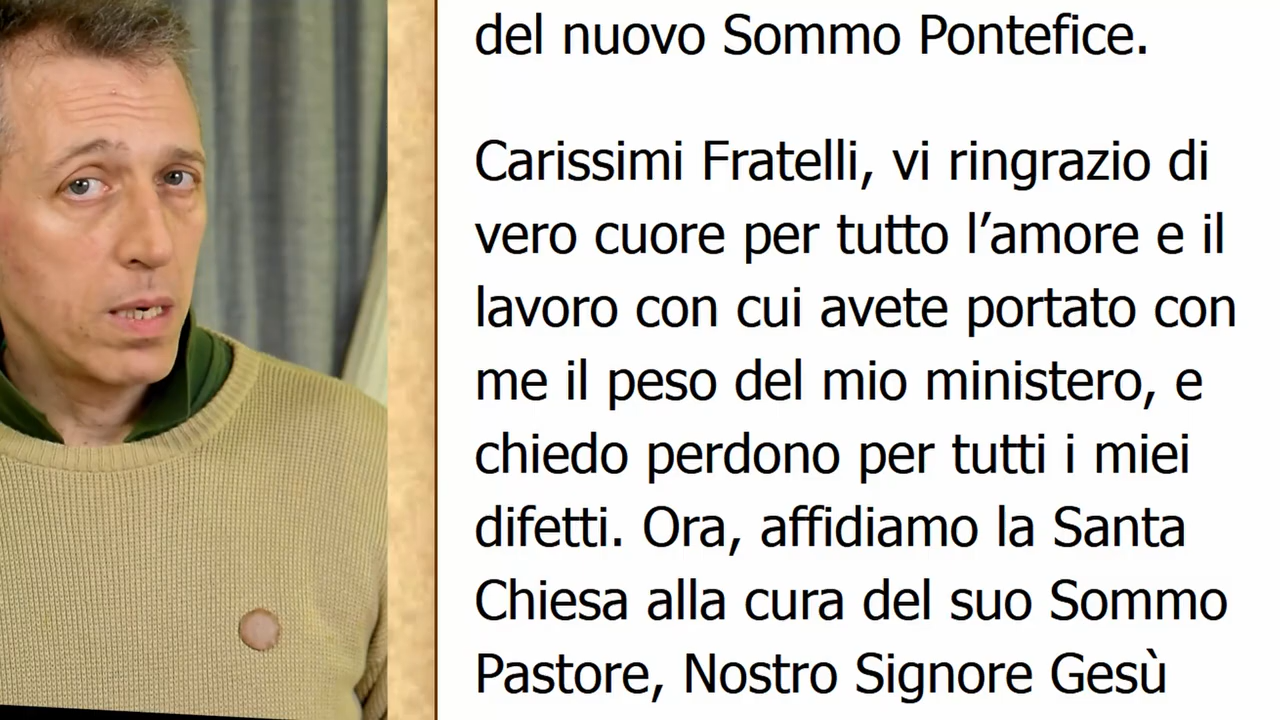 del nuovo Sommo Pontefice.
Carissimi Fratelli, vi ringrazio di
vero cuore per tutto l’amore e il
lavoro con cui avete portato con
me il peso del mio ministero, e
chiedo perdono per tutti i miei
difetti. Ora, affidiamo la Santa
Chiesa alla cura del suo Sommo
Pastore, Nostro Signore Gesù